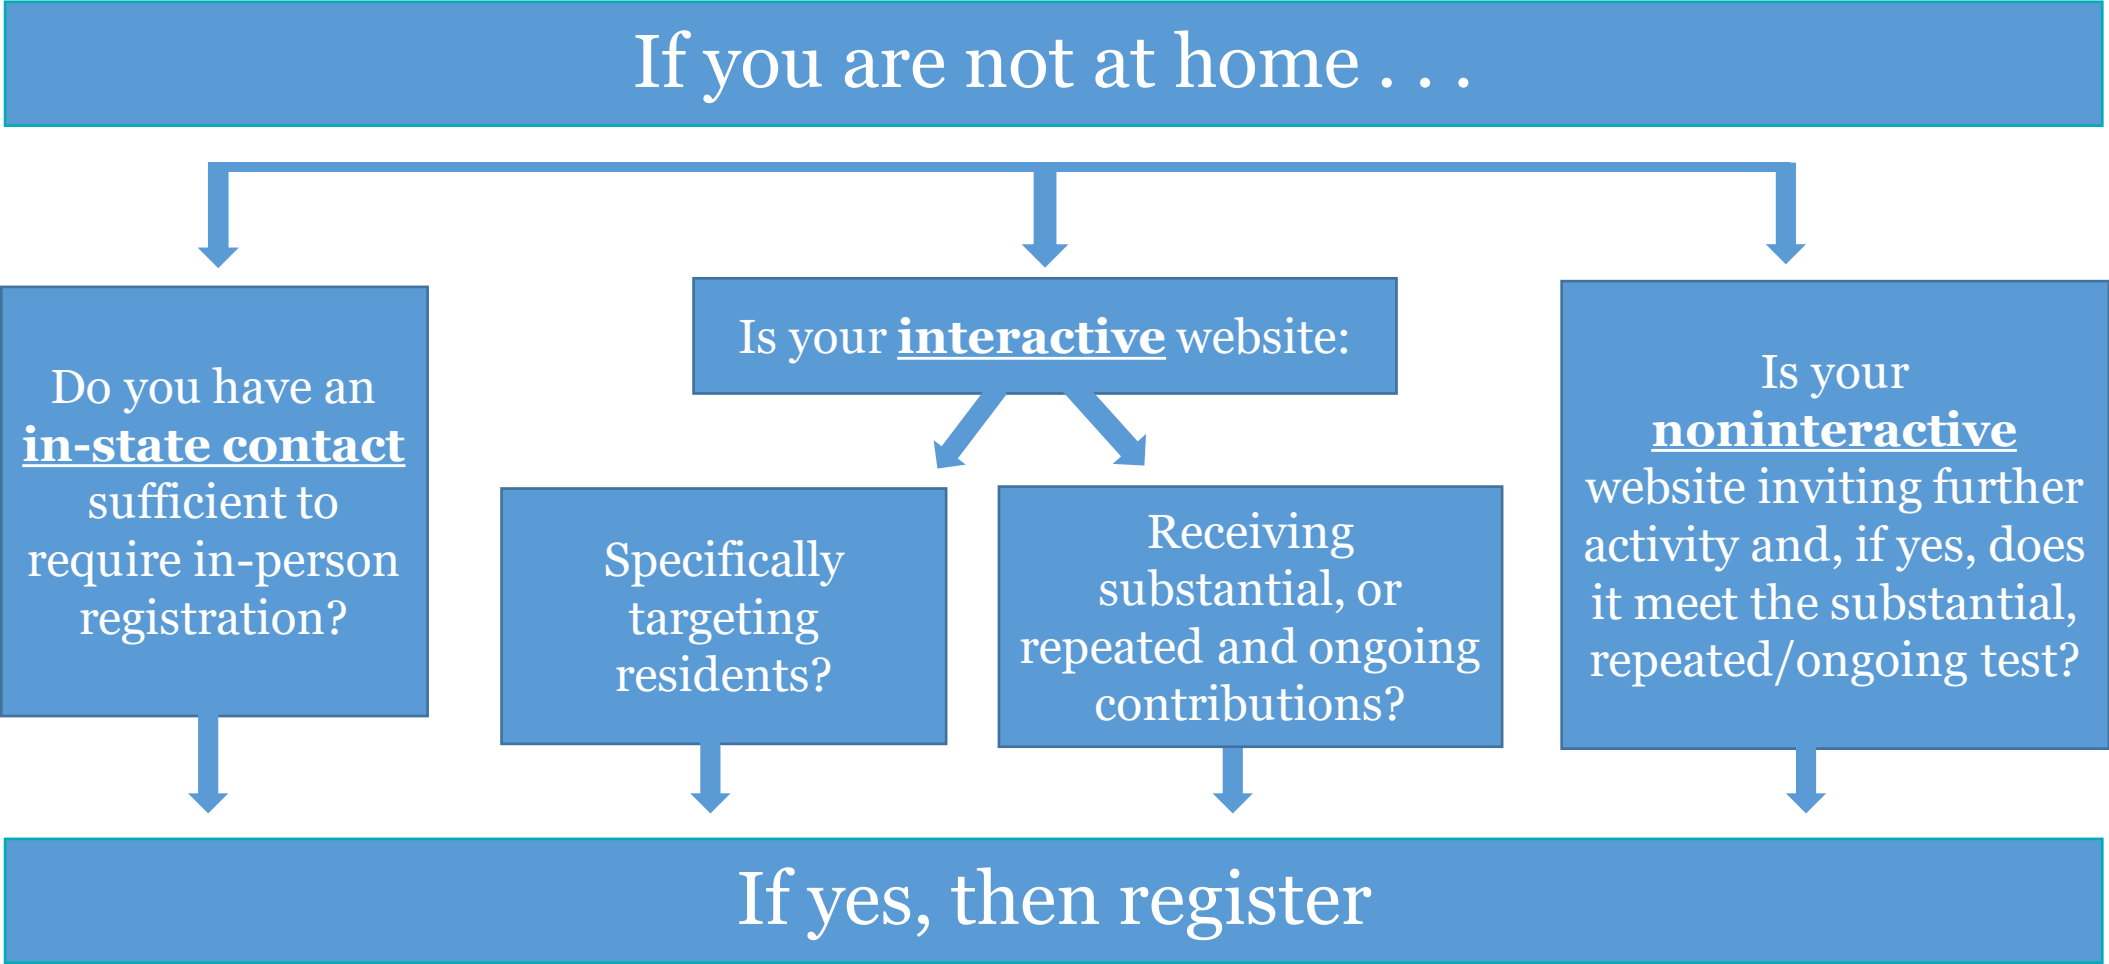 If you are not at home . . .
Do you have an
in-state contact
sufficient to
require in-person
registration?
Is your interactive website:
Specifically
targeting
residents?
Receiving
substantial, or
repeated and ongoing
contributions?
Is your
noninteractive
website inviting further
activity and, if yes, does
it meet the substantial,
repeated/ongoing test?
If yes, then register